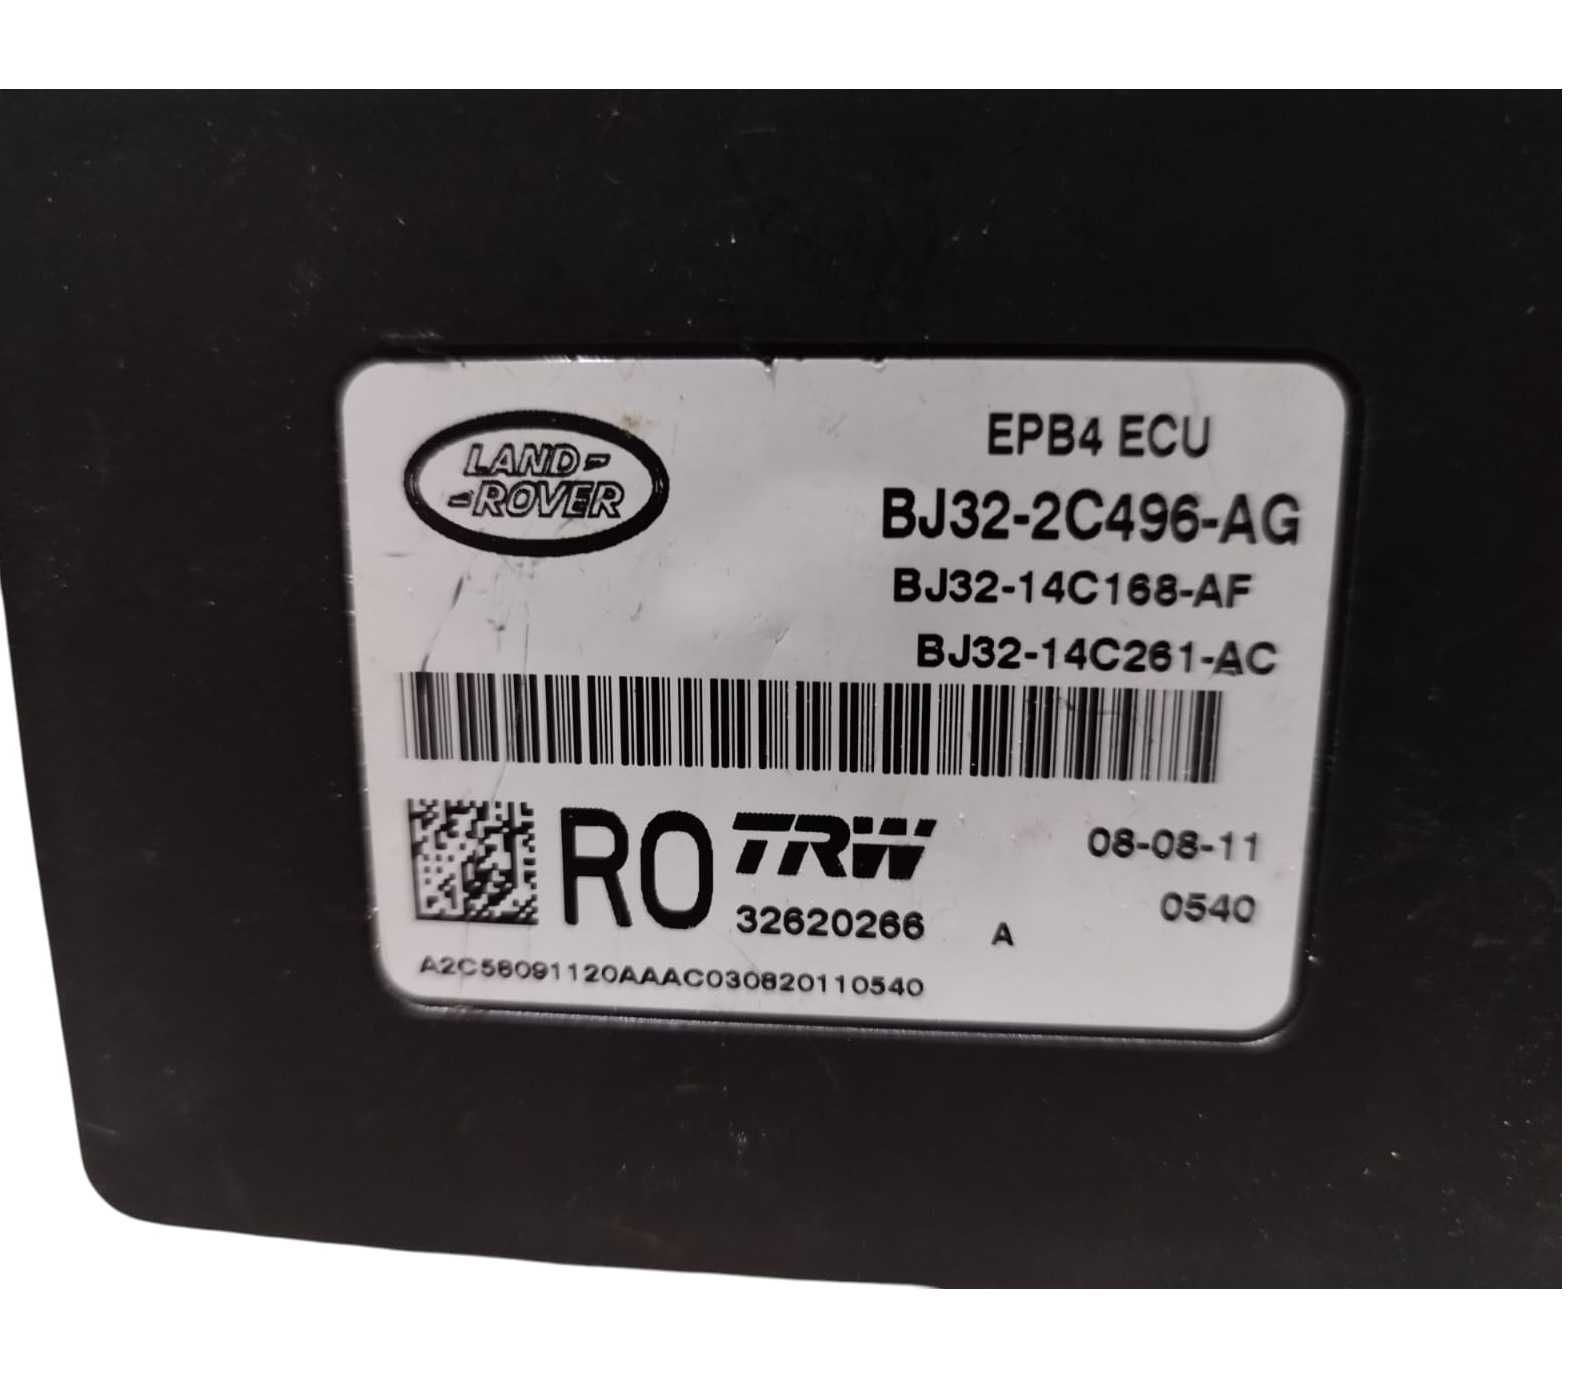 LAND-
-ROVER
EPB4 ECU
BJ32-2C496-AG
BJ32-14C168-AF
BJ32-14C261-AC
RO TRW
32620266 A
08-08-11
0540
A2C58091120AAAC030820110540